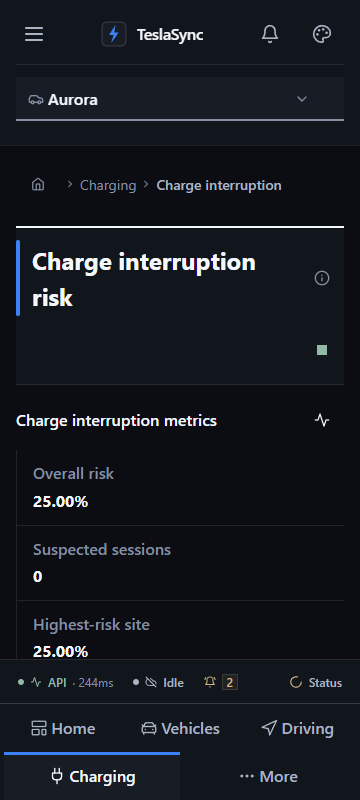 TeslaSync
Aurora
Charging
Charge interruption
Charge interruption
risk
Charge interruption metrics
Overall risk
25.00%
Suspected sessions
0
Highest-risk site
25.00%
API · 244ms
Idle
2
Status
Home
Vehicles
Driving
Charging
More